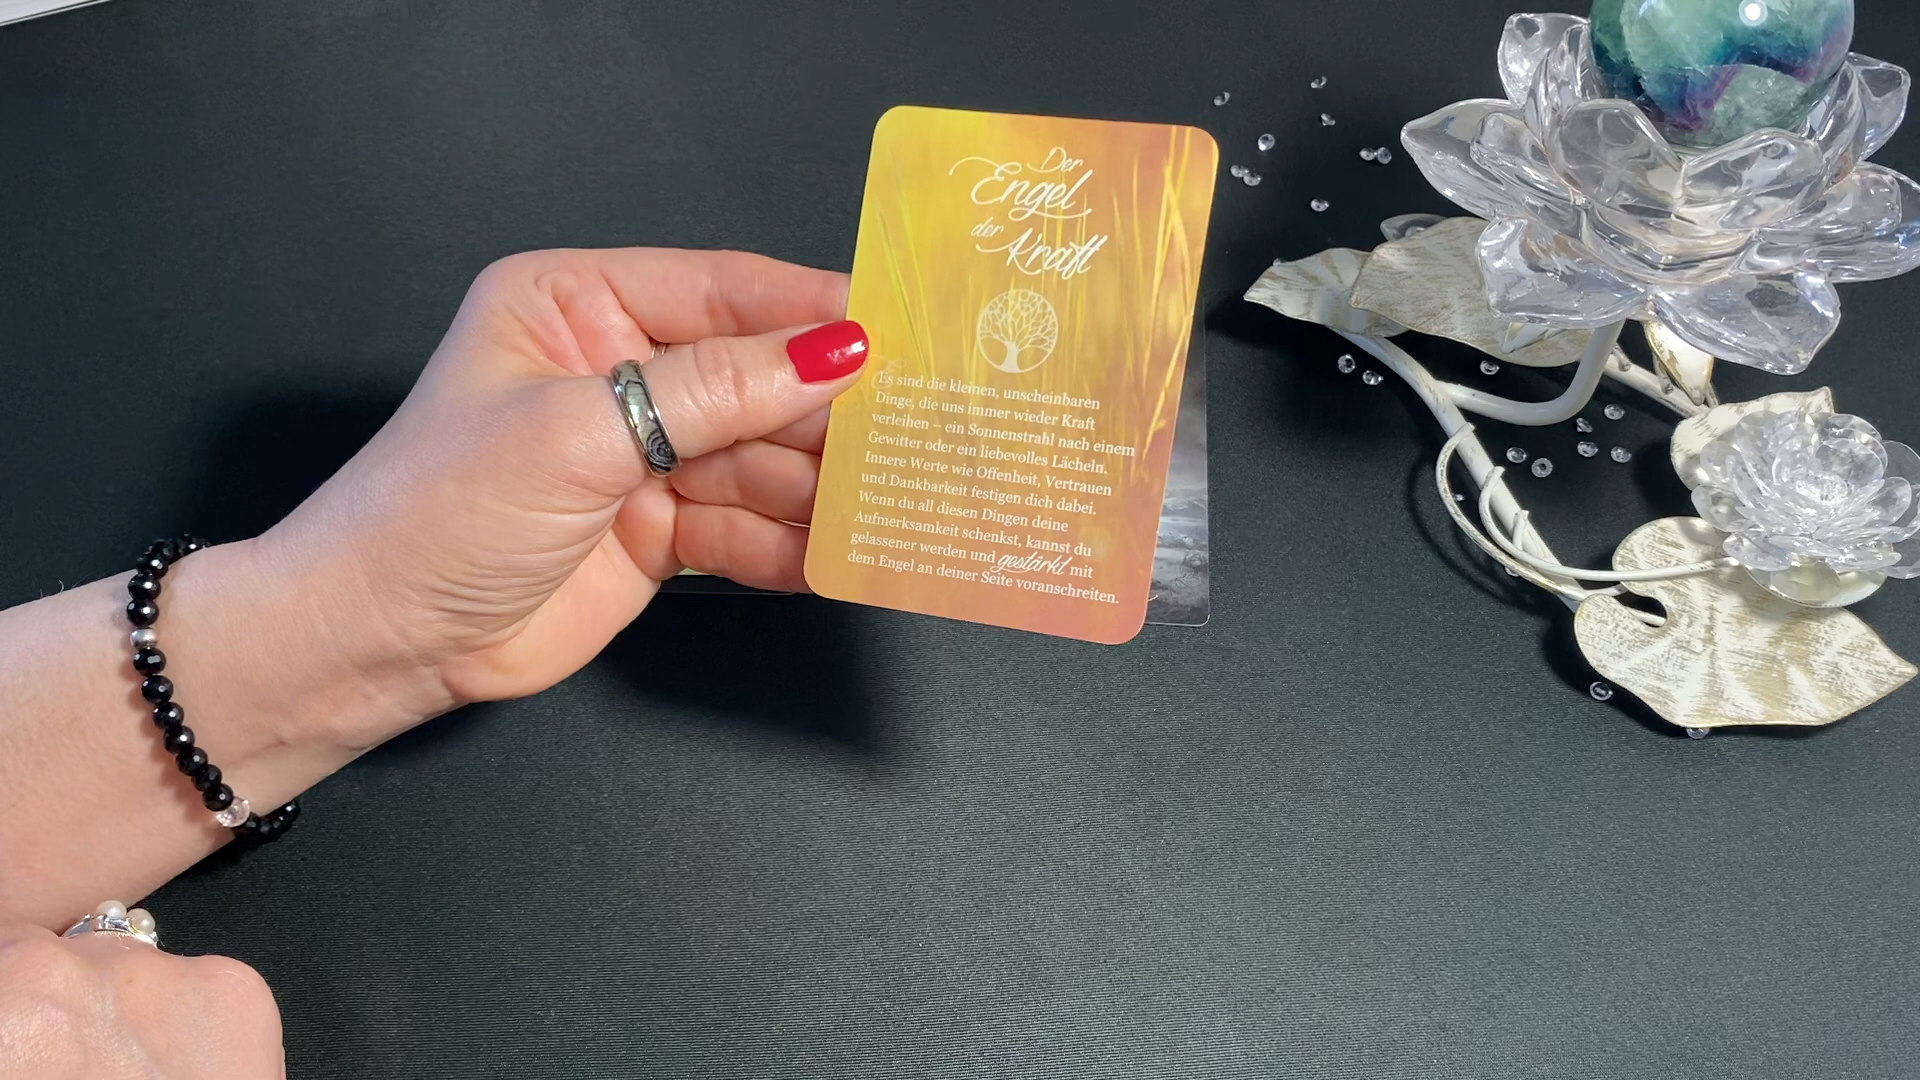 Der
Engel
der
Kraft
Es sind die kleinen, unscheinbaren
Dinge, die uns immer wieder Kraft
verleihen – ein Sonnenstrahl nach einem
Gewitter oder ein liebevolles Lächeln.
Innere Werte wie Offenheit, Vertrauen
und Dankbarkeit festigen dich dabei.
Wenn du all diesen Dingen deine
Aufmerksamkeit schenkst, kannst du
gelassener werden und gestärkt mit
dem Engel an deiner Seite voranschreiten.